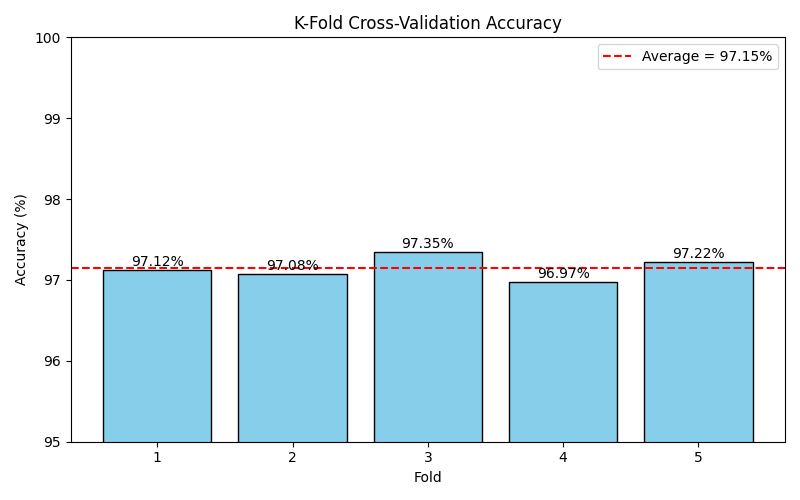 K-Fold Cross-Validation Accuracy
100
Average = 97.15%
99
98
97.35%
97.22%
97.12%
97.08%
96.97%
97
96
95
Accuracy (%)
1 2 3 4 5
Fold